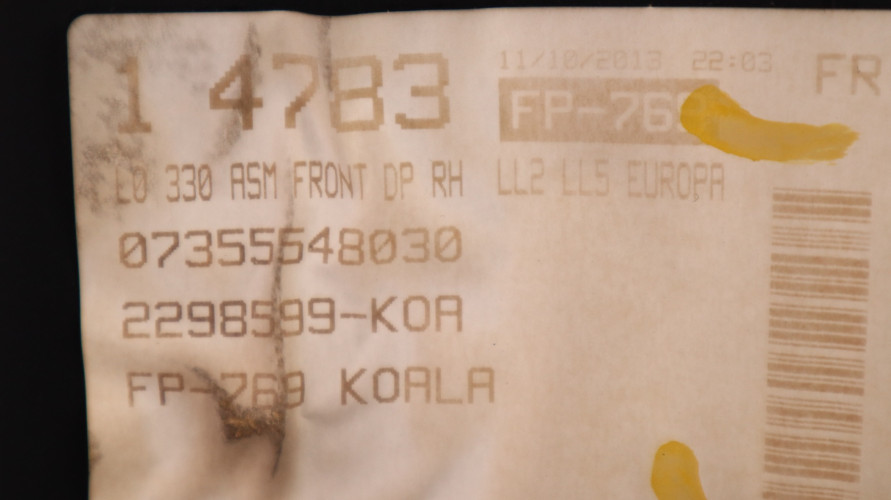 1 4783
11/10/2013 22:03
FR
FP-769
L0 330 ASM FRONT DP RH LL2 LL5 EUROPA
07355548030
2298599-KOA
FP-769 KOALA